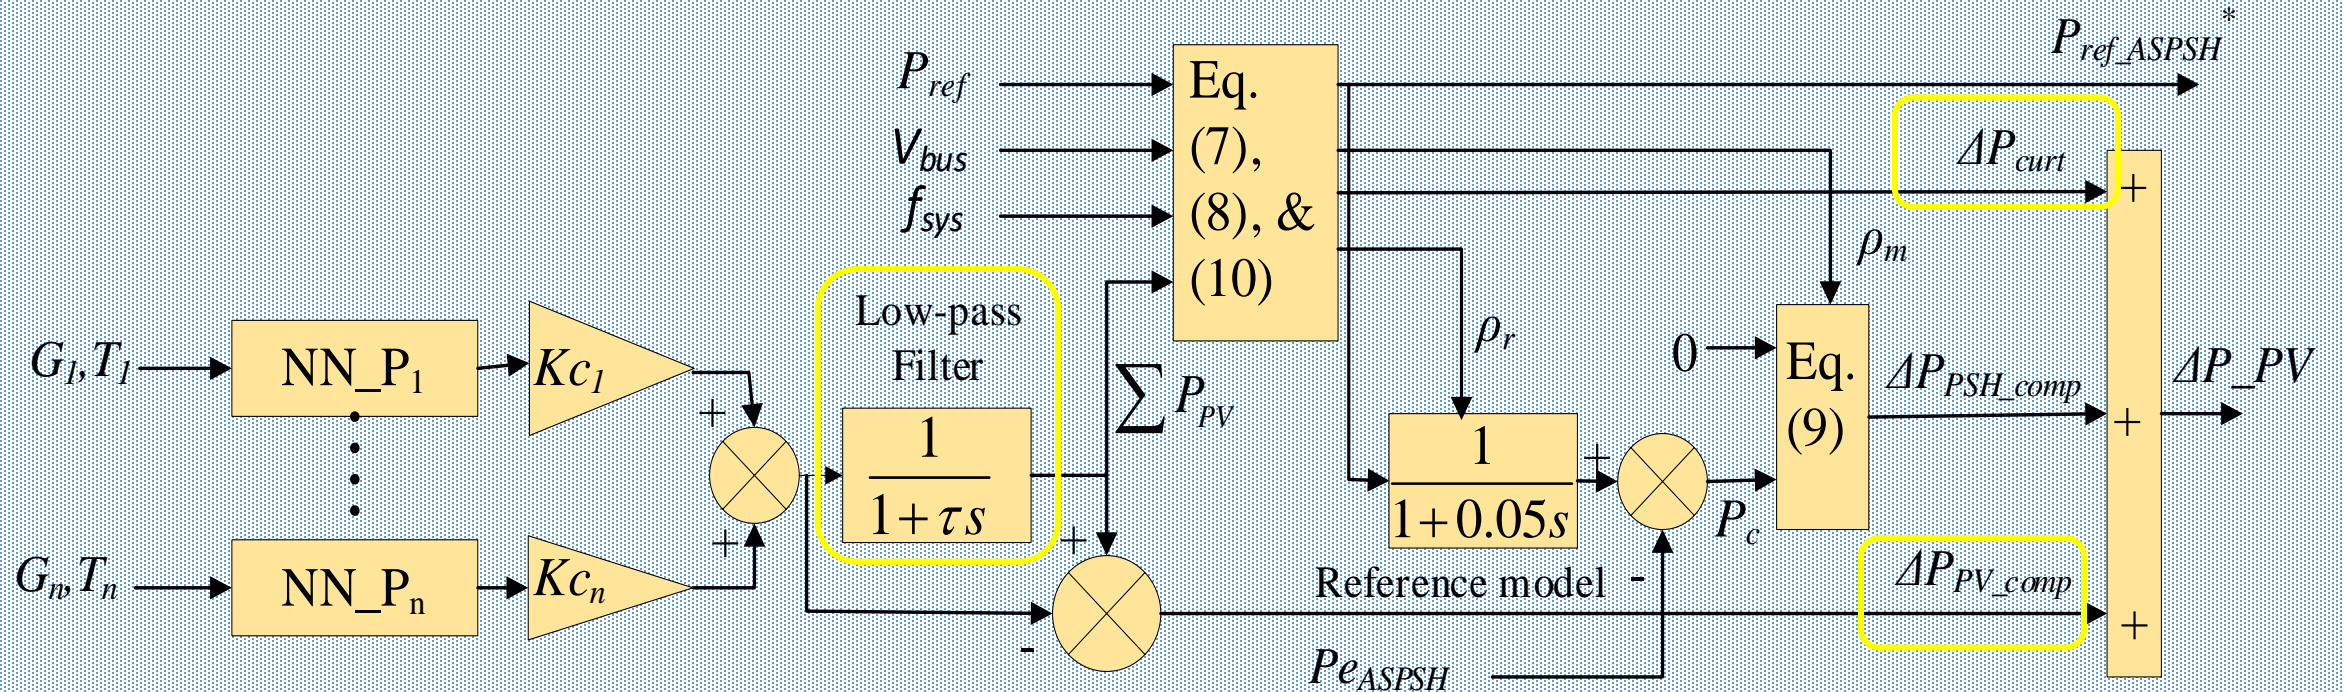 P_ref
V_bus
f_sys
Eq.
(7),
(8), &
(10)
P_ref_ASPSH*
ΔP_curt
+
ρ_m
ρ_r
Low-pass
Filter
1
1+τs
∑P_PV
G_1,T_1
NN_P_1
Kc_1
+
G_n,T_n
NN_P_n
Kc_n
+
+
-
1
1+0.05s
Reference model
+
-
Pe_ASPSH
P_c
0
Eq.
(9)
ΔP_PSH_comp
+
ΔP_PV_comp
+
ΔP_PV